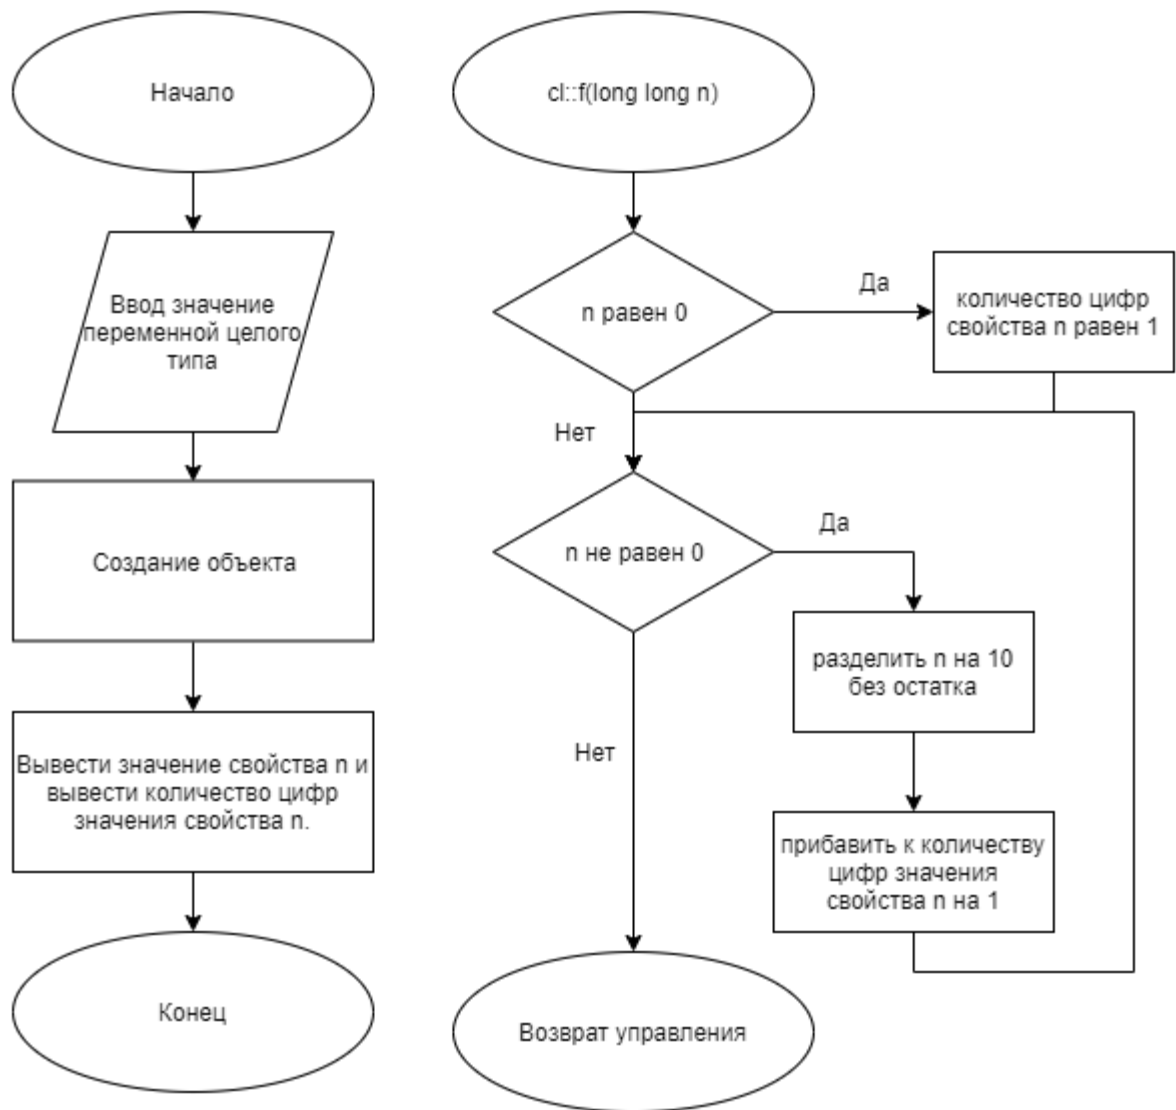 Начало
Ввод значение
переменной целого
типа
Создание объекта
Вывести значение свойства n и
вывести количество цифр
значения свойства n.
Конец
cl::f(long long n)
n равен 0
Да
количество цифр
свойства n равен 1
Нет
n не равен 0
Да
разделить n на 10
без остатка
прибавить к количеству
цифр значения
свойства n на 1
Нет
Возврат управления